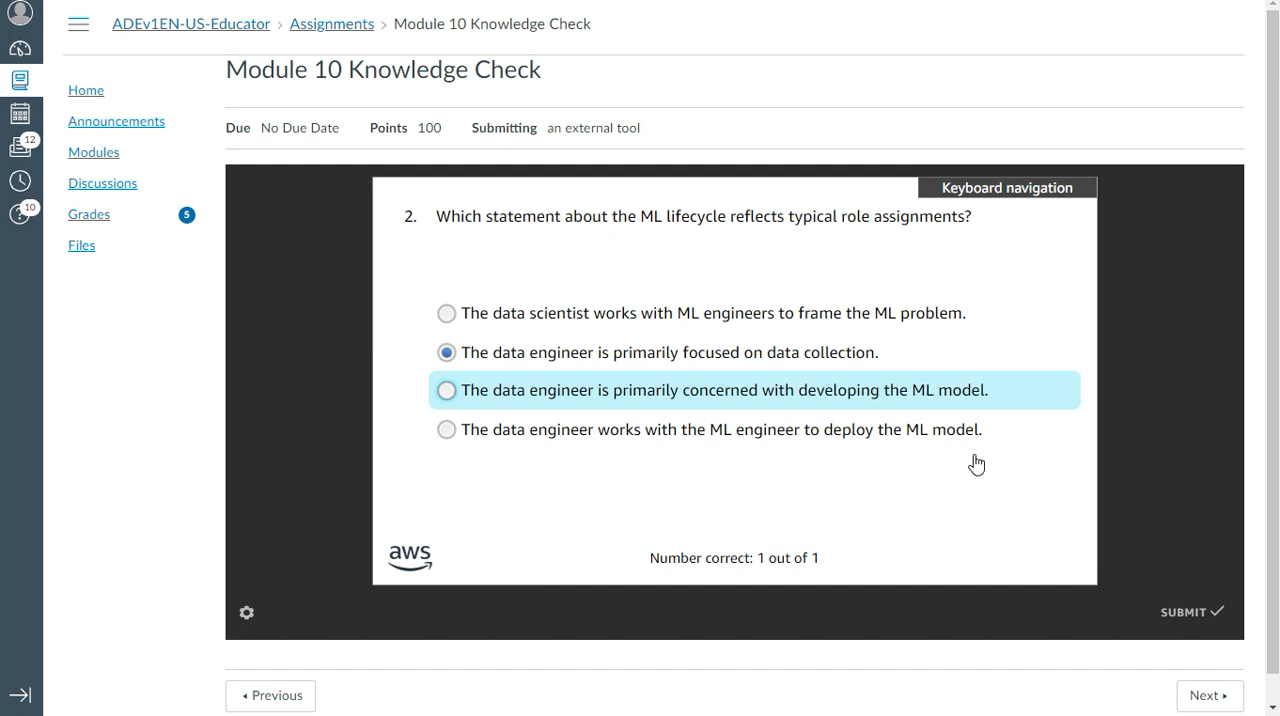 ADEv1EN-US-Educator › Assignments › Module 10 Knowledge Check
Module 10 Knowledge Check
Home
Announcements
Modules
Discussions
Grades 5
Files
12
10
Due No Due Date Points 100 Submitting an external tool
Keyboard navigation
2. Which statement about the ML lifecycle reflects typical role assignments?
The data scientist works with ML engineers to frame the ML problem.
The data engineer is primarily focused on data collection.
The data engineer is primarily concerned with developing the ML model.
The data engineer works with the ML engineer to deploy the ML model.
aws
Number correct: 1 out of 1
SUBMIT
Previous
Next